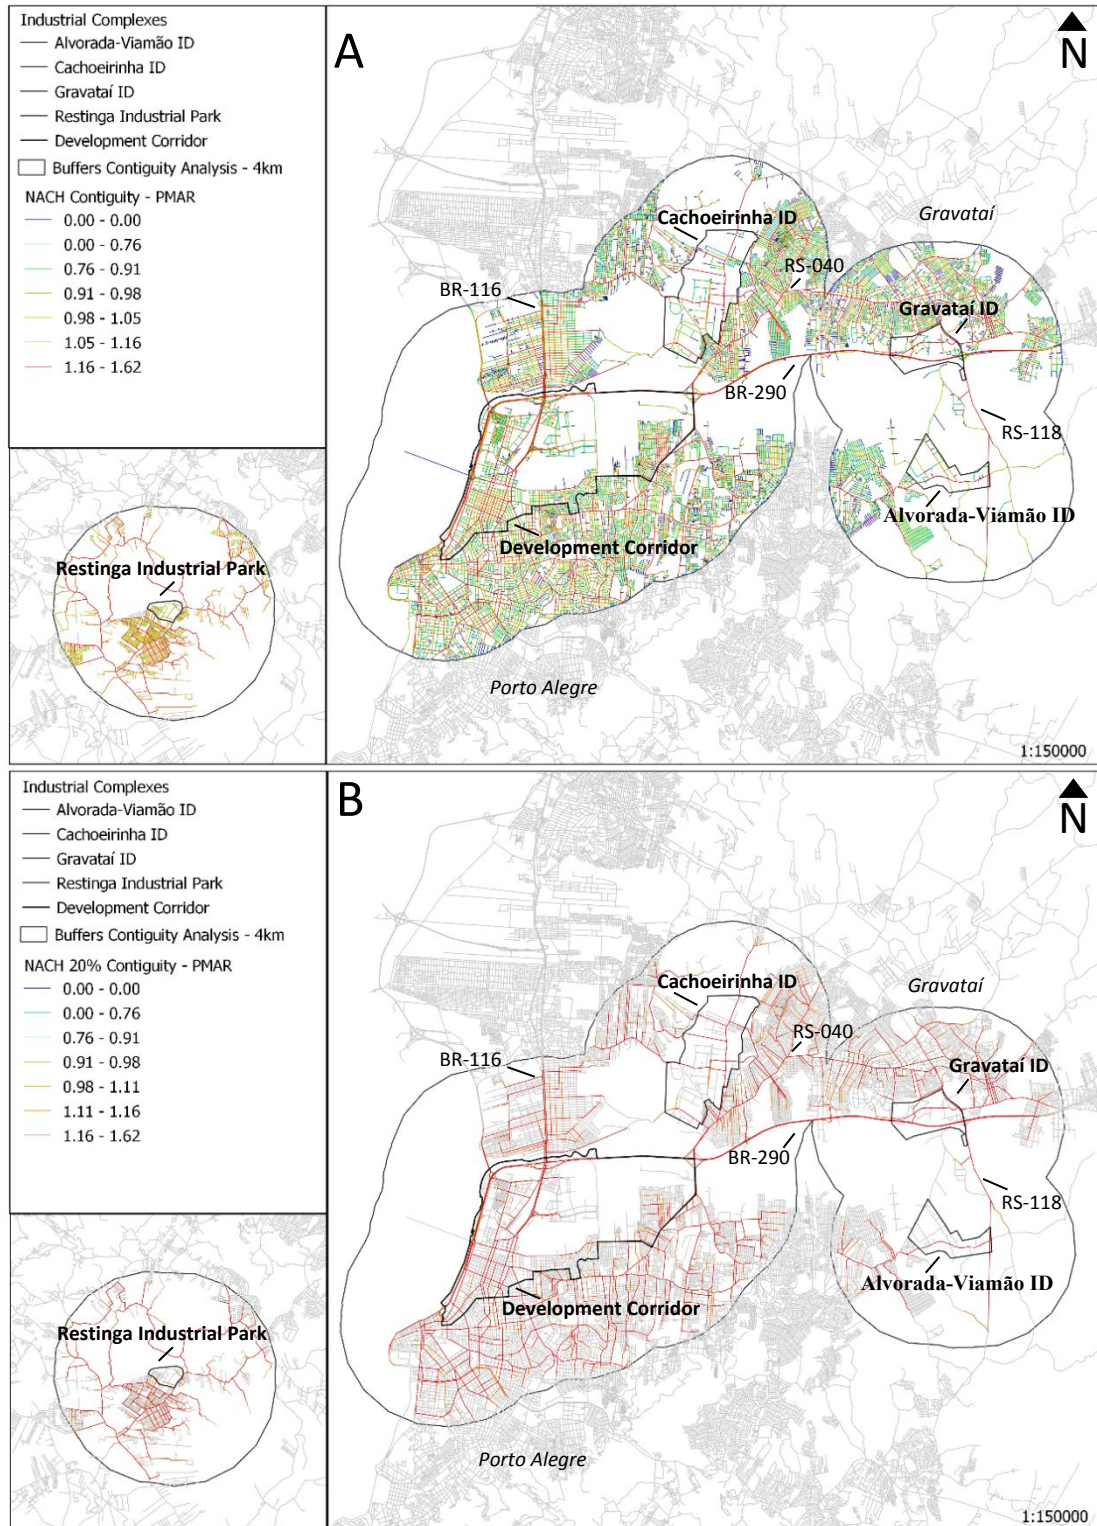 Industrial Complexes
Alvorada-Viamão ID
Cachoeirinha ID
Gravataí ID
Restinga Industrial Park
Development Corridor
Buffers Contiguity Analysis - 4km
NACH Contiguity - PMAR
0.00 - 0.00
0.00 - 0.76
0.76 - 0.91
0.91 - 0.98
0.98 - 1.05
1.05 - 1.16
1.16 - 1.62
Restinga Industrial Park
A
N
Cachoeirinha ID
Gravataí
RS-040
BR-116
Gravataí ID
BR-290
RS-118
Alvorada-Viamão ID
Development Corridor
Porto Alegre
1:150000
Industrial Complexes
Alvorada-Viamão ID
Cachoeirinha ID
Gravataí ID
Restinga Industrial Park
Development Corridor
Buffers Contiguity Analysis - 4km
NACH 20% Contiguity - PMAR
0.00 - 0.00
0.00 - 0.76
0.76 - 0.91
0.91 - 0.98
0.98 - 1.11
1.11 - 1.16
1.16 - 1.62
Restinga Industrial Park
B
N
Cachoeirinha ID
Gravataí
RS-040
BR-116
Gravataí ID
BR-290
RS-118
Alvorada-Viamão ID
Development Corridor
Porto Alegre
1:150000